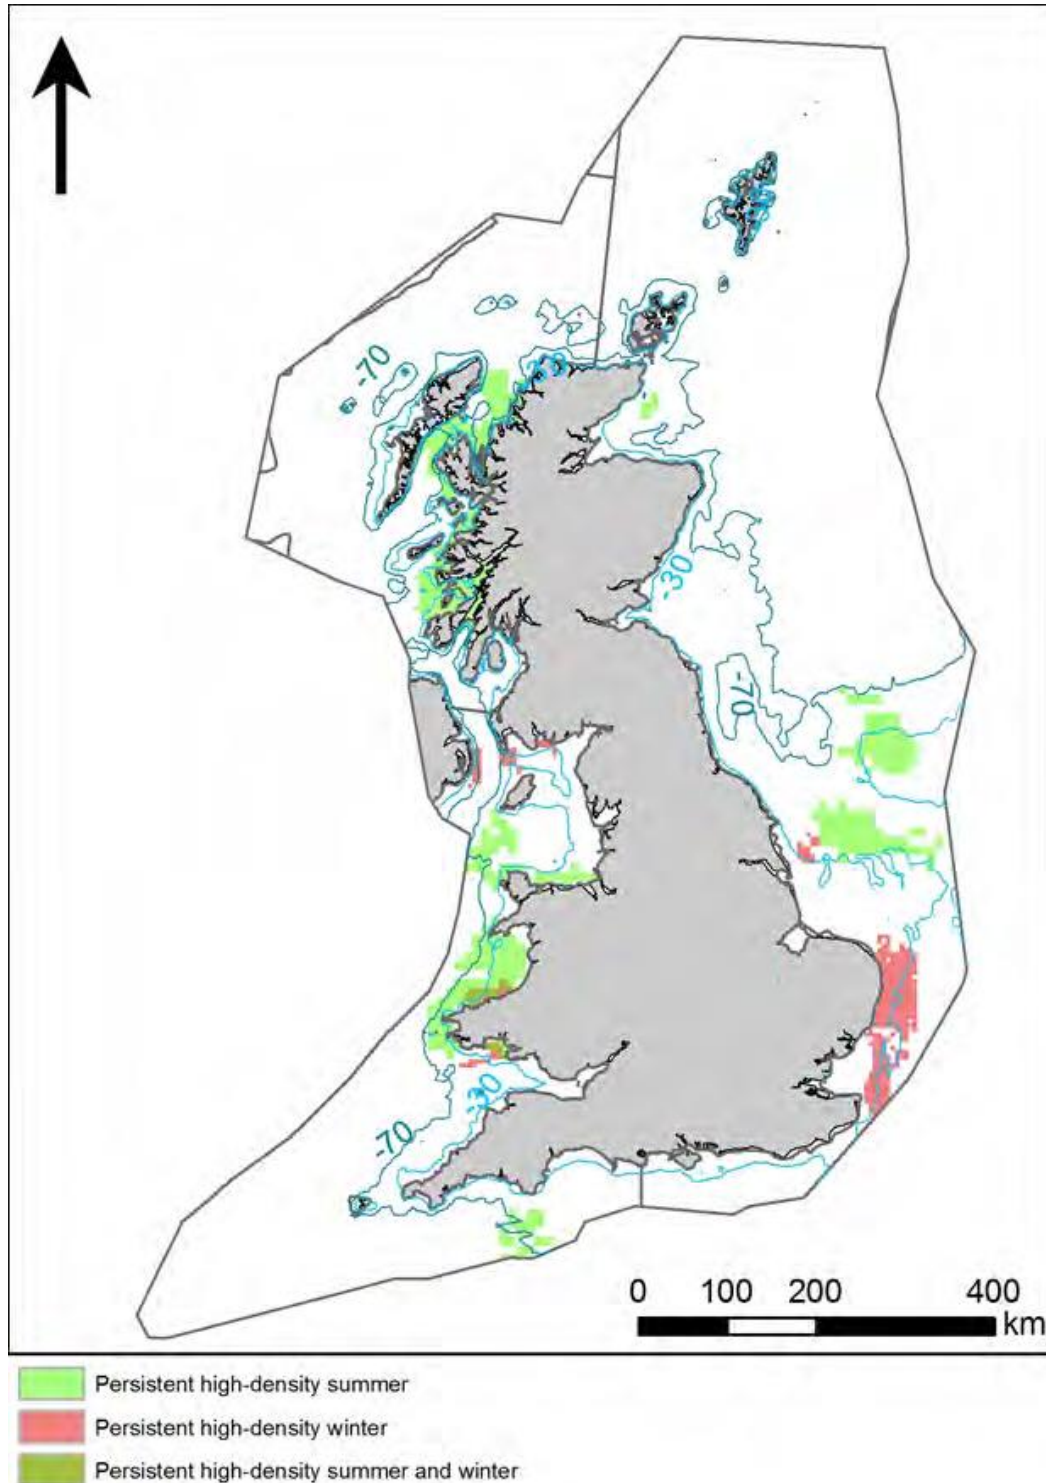 -70
-30
-30
-70
-30
-70
0 100 200 400
km
Persistent high-density summer
Persistent high-density winter
Persistent high-density summer and winter